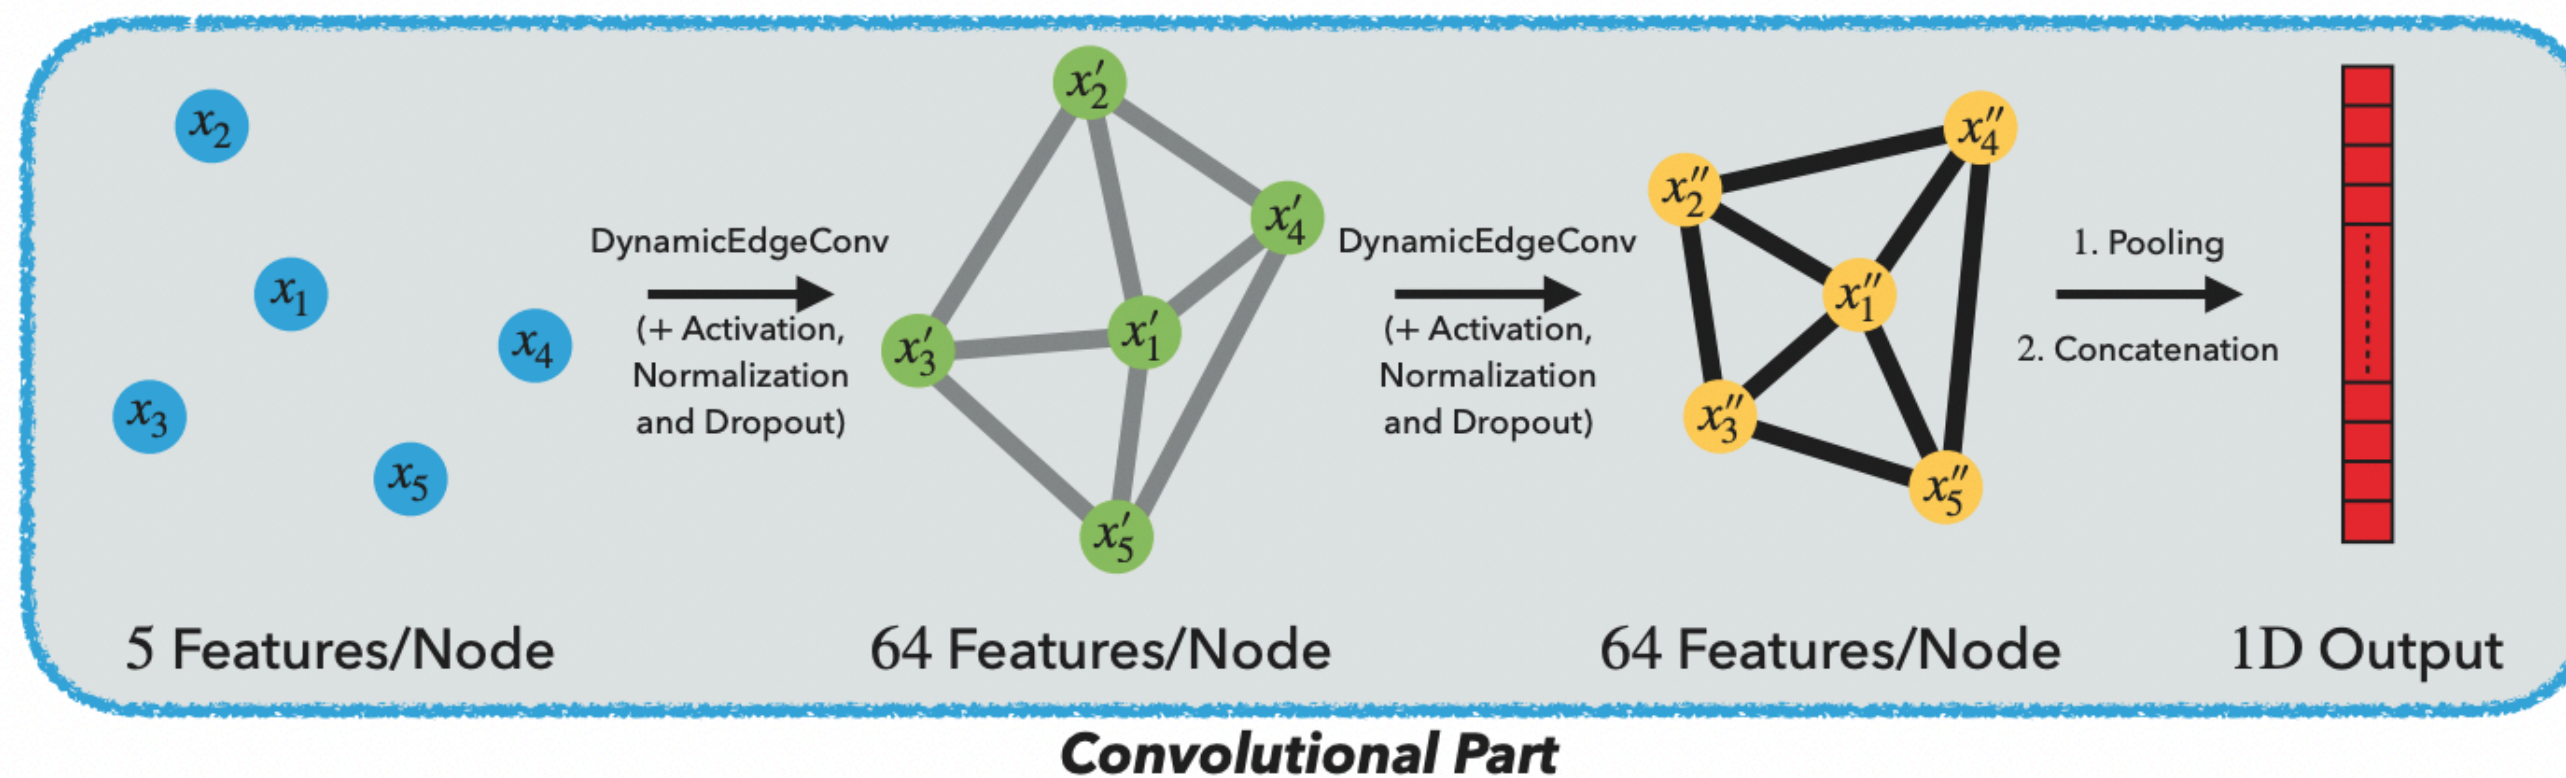 x₂
x₁
x₄
x₃
x₅
5 Features/Node
DynamicEdgeConv
(+ Activation,
Normalization
and Dropout)
x′₂
x′₄
x′₁
x′₃
x′₅
64 Features/Node
DynamicEdgeConv
(+ Activation,
Normalization
and Dropout)
x″₄
x″₂
x″₁
x″₃
x″₅
64 Features/Node
1. Pooling
2. Concatenation
1D Output
Convolutional Part